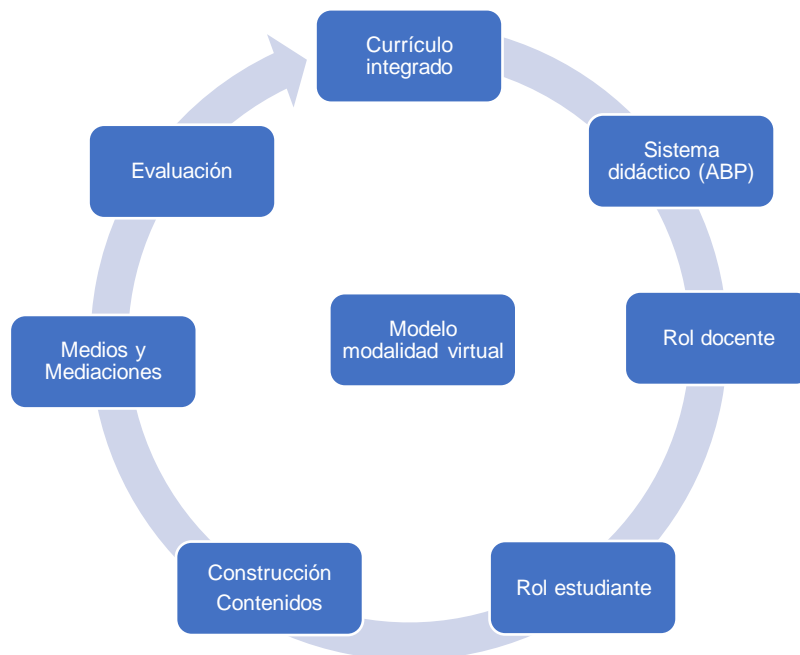 Currículo
integrado
Sistema
didáctico (ABP)
Rol docente
Rol estudiante
Construcción
Contenidos
Medios y
Mediaciones
Evaluación
Modelo
modalidad virtual